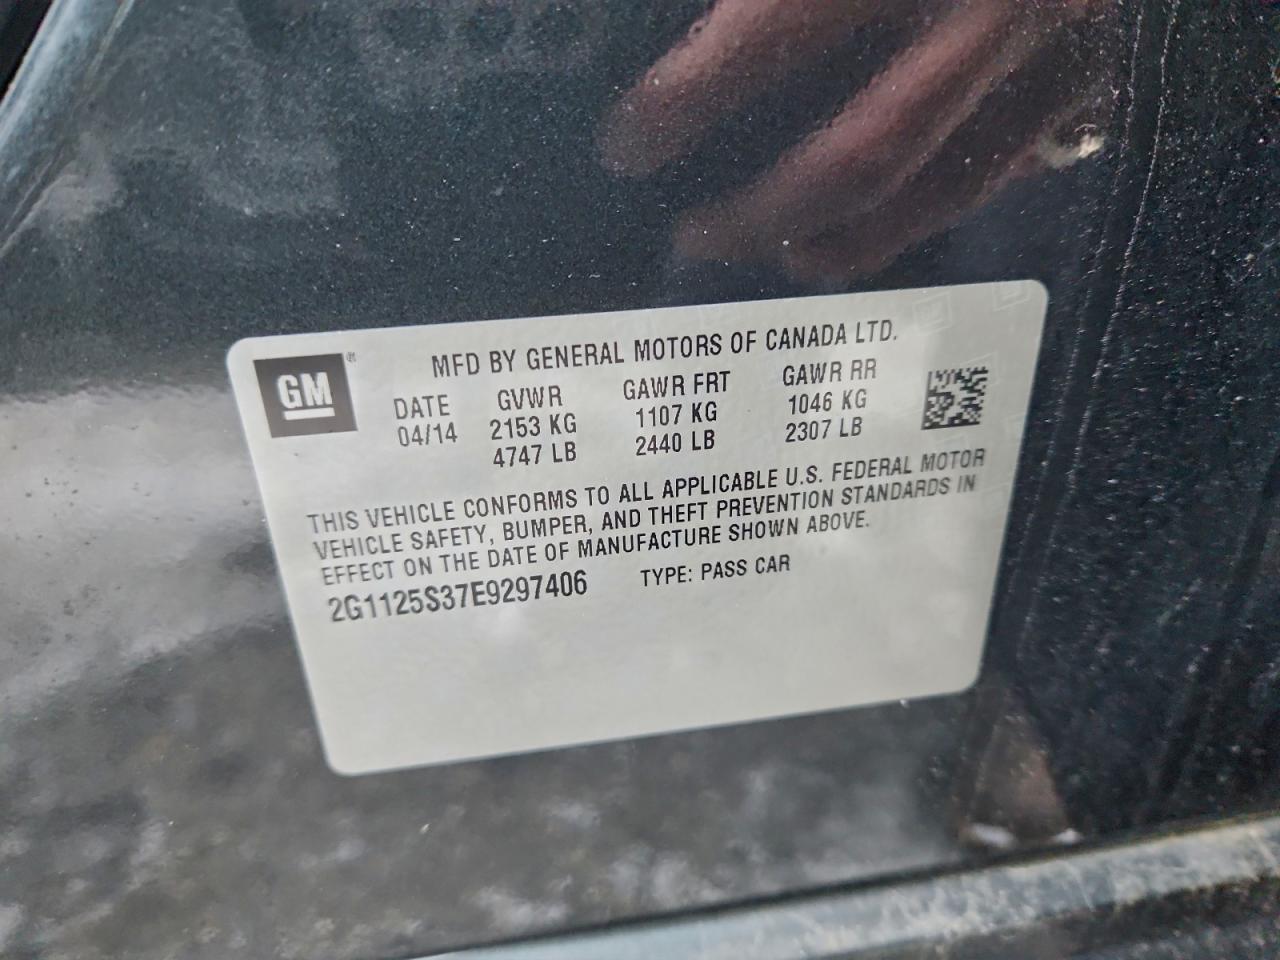 GM
®
MFD BY GENERAL MOTORS OF CANADA LTD.
DATE GVWR GAWR FRT GAWR RR
04/14 2153 KG 1107 KG 1046 KG
4747 LB 2440 LB 2307 LB
THIS VEHICLE CONFORMS TO ALL APPLICABLE U.S. FEDERAL MOTOR
VEHICLE SAFETY, BUMPER, AND THEFT PREVENTION STANDARDS IN
EFFECT ON THE DATE OF MANUFACTURE SHOWN ABOVE.
2G1125S37E9297406 TYPE: PASS CAR